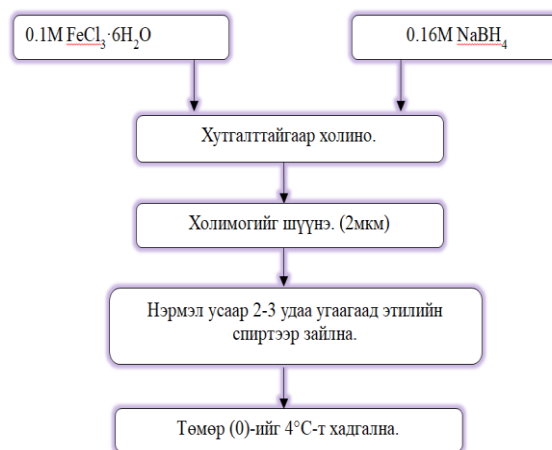 0.1M FeCl₃·6H₂O
0.16M NaBH₄
Хутгалттайгаар холино.
Холимогийг шүүнэ. (2мкм)
Нэрмэл усаар 2-3 удаа угаагаад этилийн
спиртээр зайлна.
Төмөр (0)-ийг 4°C-т хадгална.